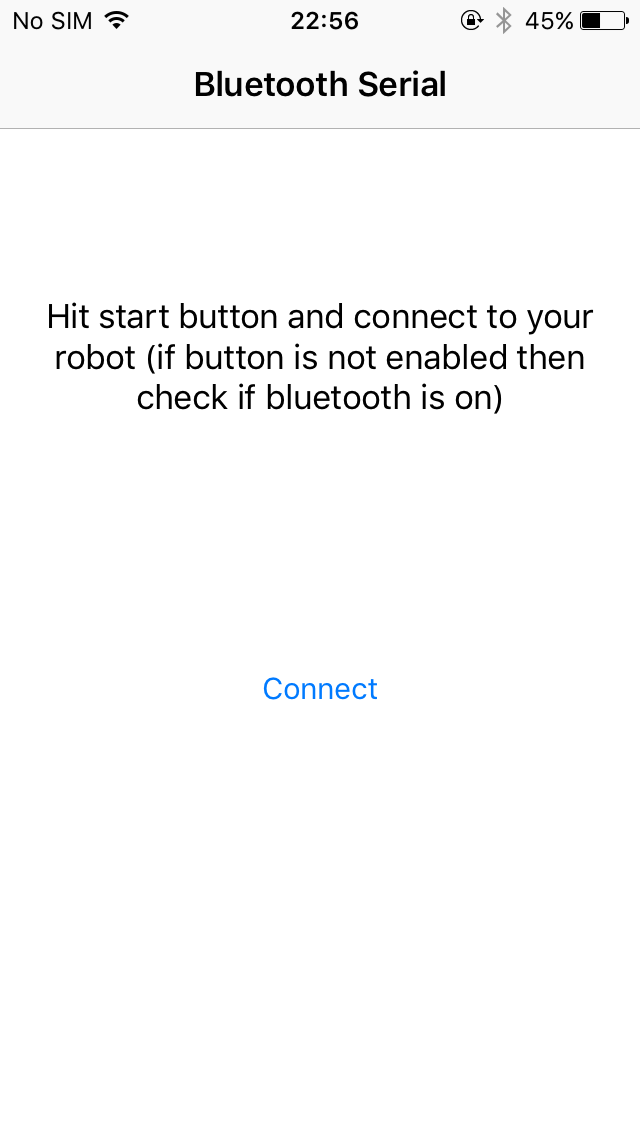 No SIM 22:56 45%
Bluetooth Serial
Hit start button and connect to your
robot (if button is not enabled then
check if bluetooth is on)
Connect